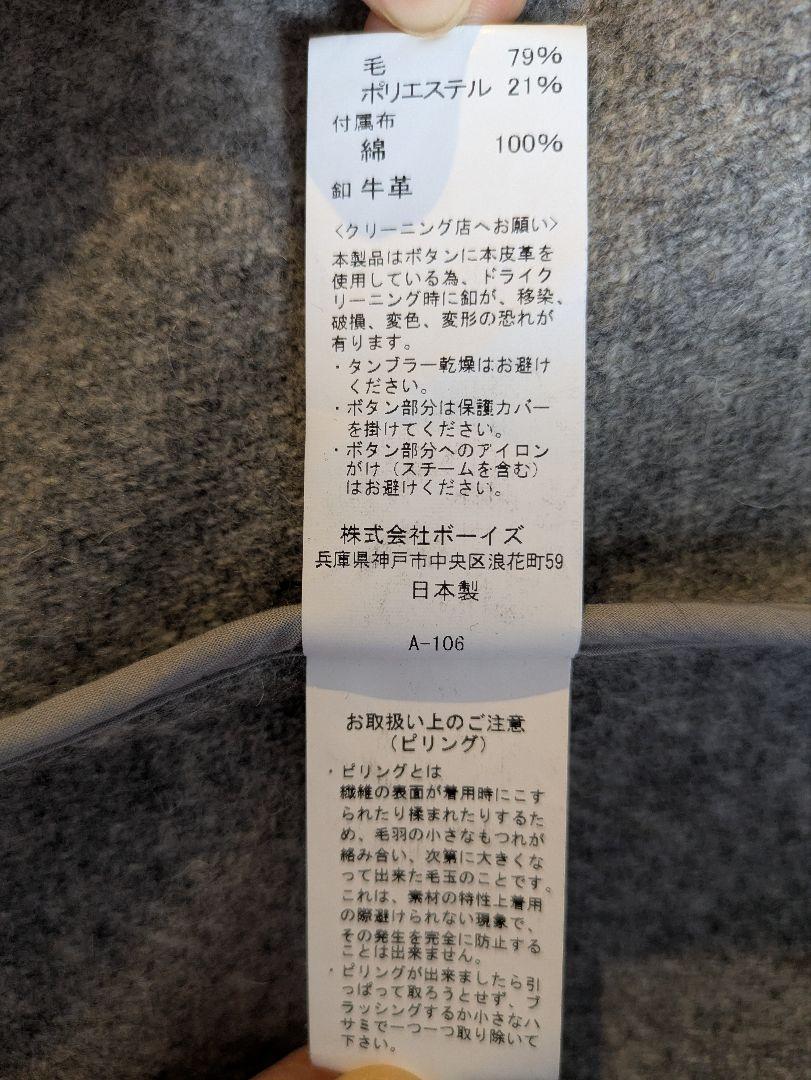 毛 79%
ポリエステル 21%
付属布
綿 100%
釦 牛革
〈クリーニング店へお願い〉
本製品はボタンに本皮革を
使用している為、ドライク
リーニング時に釦が、移染、
破損、変色、変形の恐れが
有ります。
・タンブラー乾燥はお避け
ください。
・ボタン部分は保護カバー
を掛けてください。
・ボタン部分へのアイロン
がけ（スチームを含む）
はお避けください。
株式会社ボーイズ
兵庫県神戸市中央区浪花町59
日本製
A-106
お取扱い上のご注意
（ピリング）
・ピリングとは
繊維の表面が着用時にこす
られたり揉まれたりするた
め、毛羽の小さなもつれが
絡み合い、次第に大きくな
って出来た毛玉のことです。
これは、素材の特性上着用
の際避けられない現象で、
その発生を完全に防止する
ことは出来ません。
・ピリングが出来ましたら引
っぱって取ろうとせず、ブ
ラッシングするか小さなハ
サミで一つ一つ取り除いて
下さい。